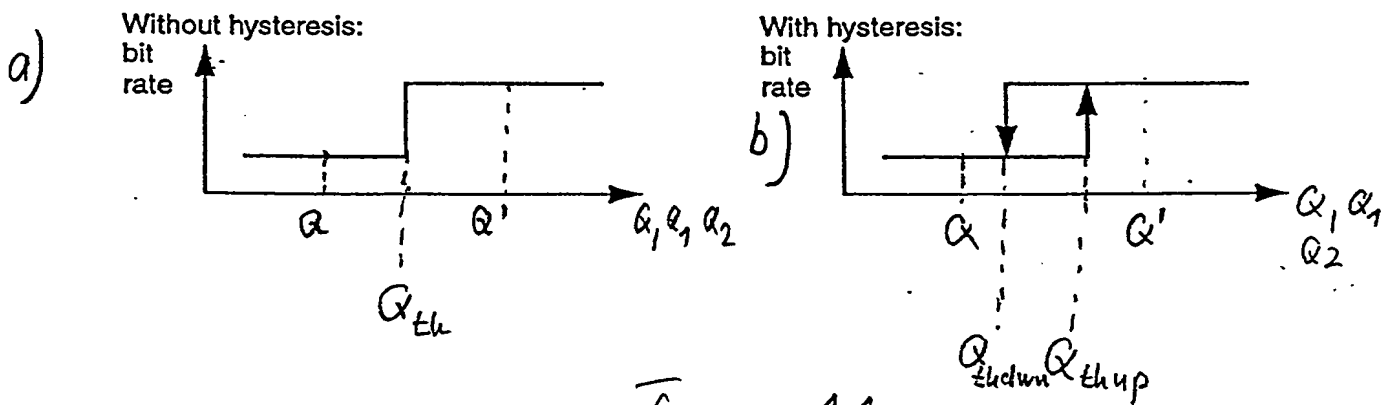 a)
Without hysteresis:
bit
rate
Q
Q'
Q, Q1 Q2
Qth
b)
With hysteresis:
bit
rate
Q
Q'
Q, Q1
Q2
Qthdwn Qthup